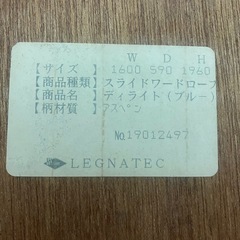 W D H
【サイズ】 1600 590 1960
【商品種類】スライドワードローブ
【商品名】ディライト(ブルー)
【柄材質】アスペン
No.19012497
LEGNATEC